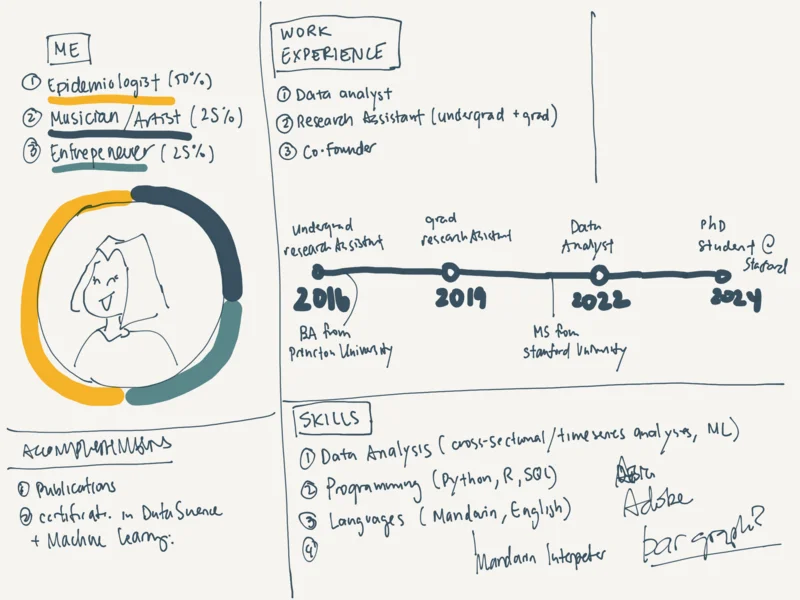 ME
① Epidemiologist (50%)
② Musician/Artist (25%)
③ Entrepeneuer (25%)
ACCOMPLISHMENTS
① Publications
② Certificate in Data Science
+ Machine Learning.
WORK
EXPERIENCE
① Data analyst
② Research Assistant (undergrad + grad)
③ Co-founder
undergrad
research Assistant
grad
research Assistant
Data
Analyst
PhD
student @
Stanford
2016
2019
2022
2024
BA from
Princeton University
MS from
Stanford University
SKILLS
① Data Analysis (cross-sectional/timeseries analyses, ML)
② Programming (Python, R, SQL)
③ Languages (Mandarin, English)
④
Mandarin Interpeter
Adobe
bar graph?